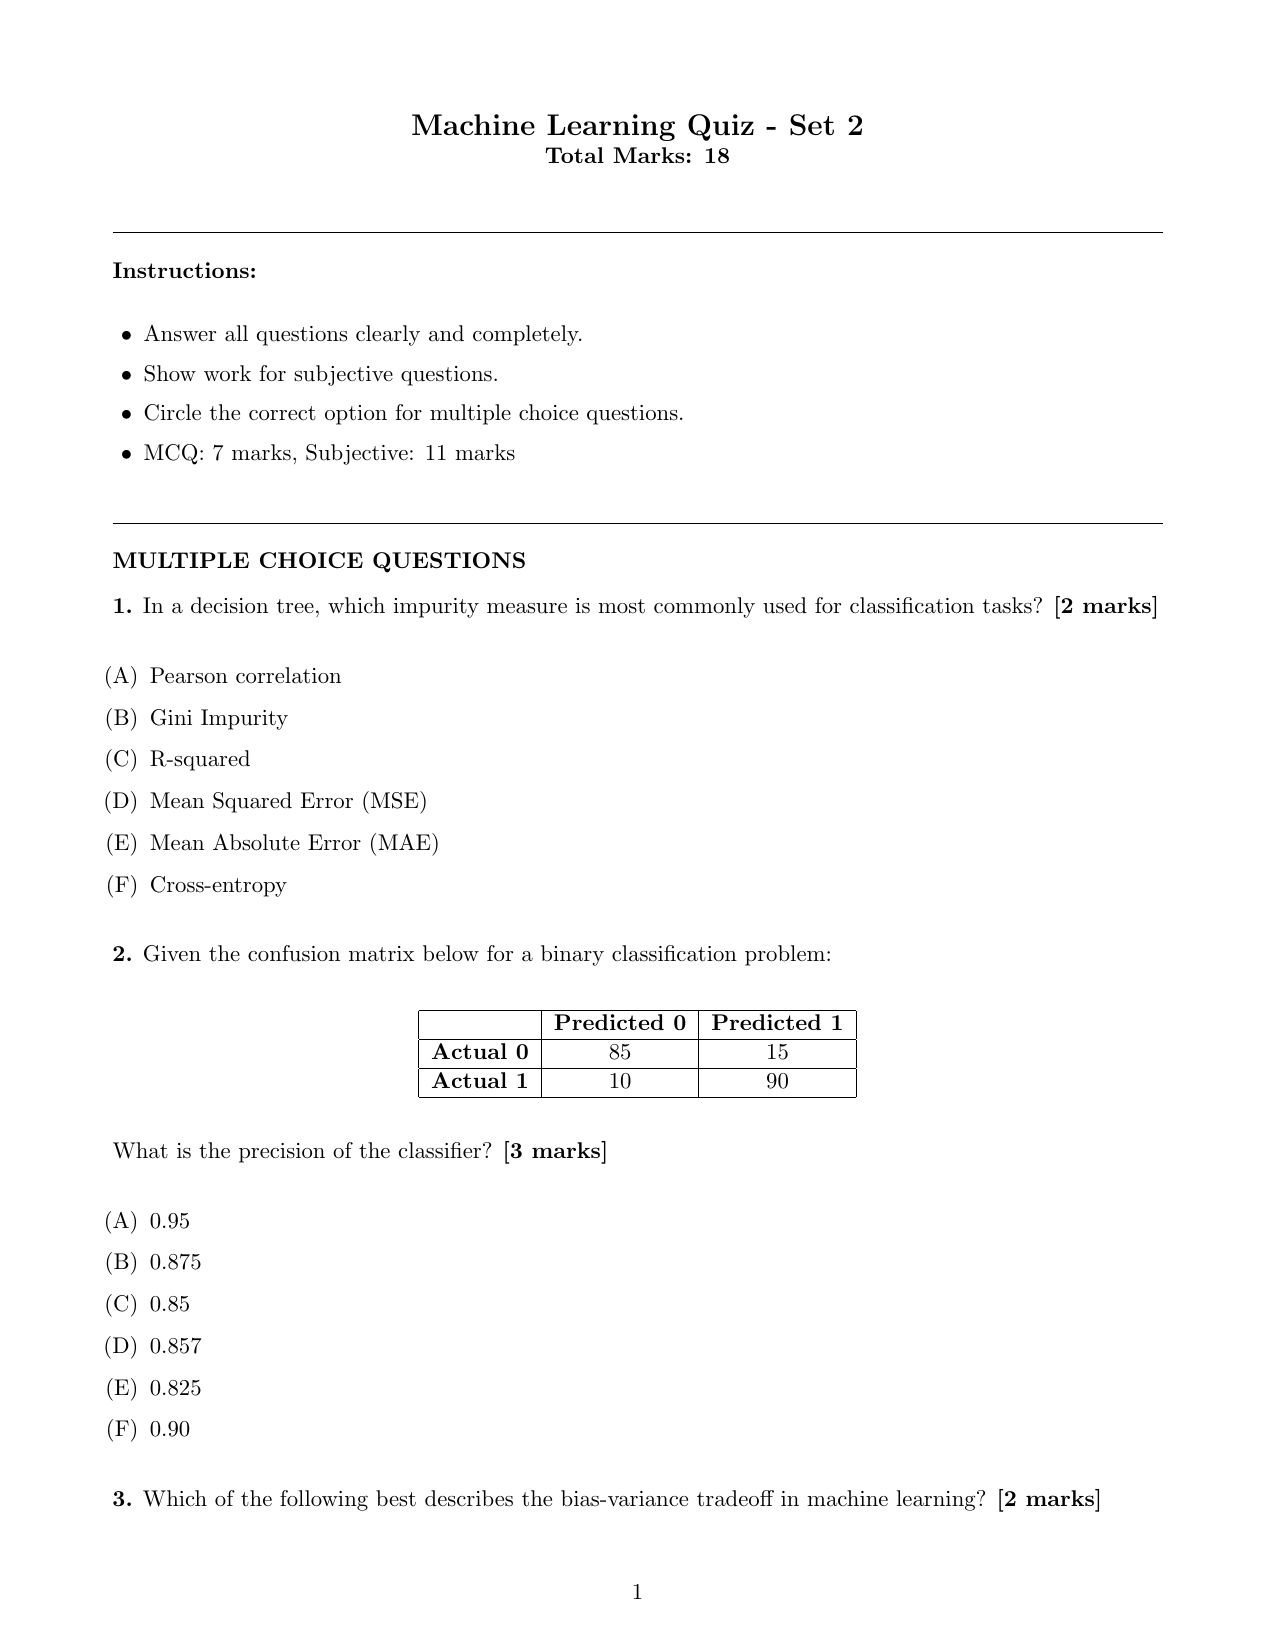 Machine Learning Quiz - Set 2
Total Marks: 18
Instructions:
• Answer all questions clearly and completely.
• Show work for subjective questions.
• Circle the correct option for multiple choice questions.
• MCQ: 7 marks, Subjective: 11 marks
MULTIPLE CHOICE QUESTIONS
1. In a decision tree, which impurity measure is most commonly used for classification tasks? [2 marks]
(A) Pearson correlation
(B) Gini Impurity
(C) R-squared
(D) Mean Squared Error (MSE)
(E) Mean Absolute Error (MAE)
(F) Cross-entropy
2. Given the confusion matrix below for a binary classification problem:
Predicted 0 Predicted 1
Actual 0 85 15
Actual 1 10 90
What is the precision of the classifier? [3 marks]
(A) 0.95
(B) 0.875
(C) 0.85
(D) 0.857
(E) 0.825
(F) 0.90
3. Which of the following best describes the bias-variance tradeoff in machine learning? [2 marks]
1